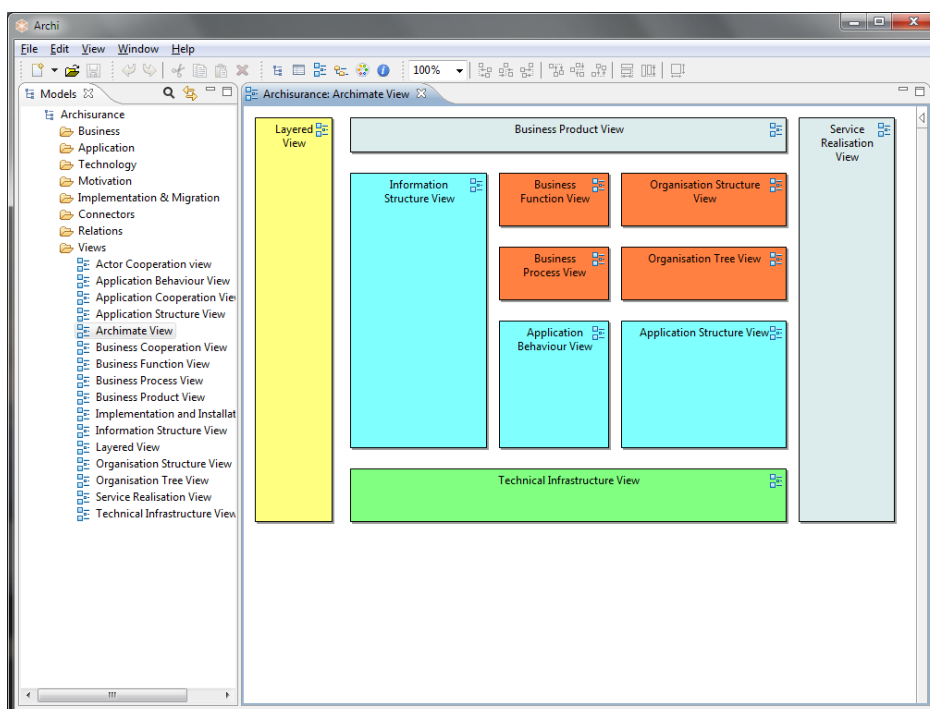 Archi
File Edit View Window Help
100%
Models
Archisurance: Archimate View
Archisurance
Business
Application
Technology
Motivation
Implementation & Migration
Connectors
Relations
Views
Actor Cooperation view
Application Behaviour View
Application Cooperation Vie
Application Structure View
Archimate View
Business Cooperation View
Business Function View
Business Process View
Business Product View
Implementation and Installat
Information Structure View
Layered View
Organisation Structure View
Organisation Tree View
Service Realisation View
Technical Infrastructure View
Layered
View
Business Product View
Service
Realisation
View
Information
Structure View
Business
Function View
Organisation Structure
View
Business
Process View
Organisation Tree View
Application
Behaviour View
Application Structure View
Technical Infrastructure View